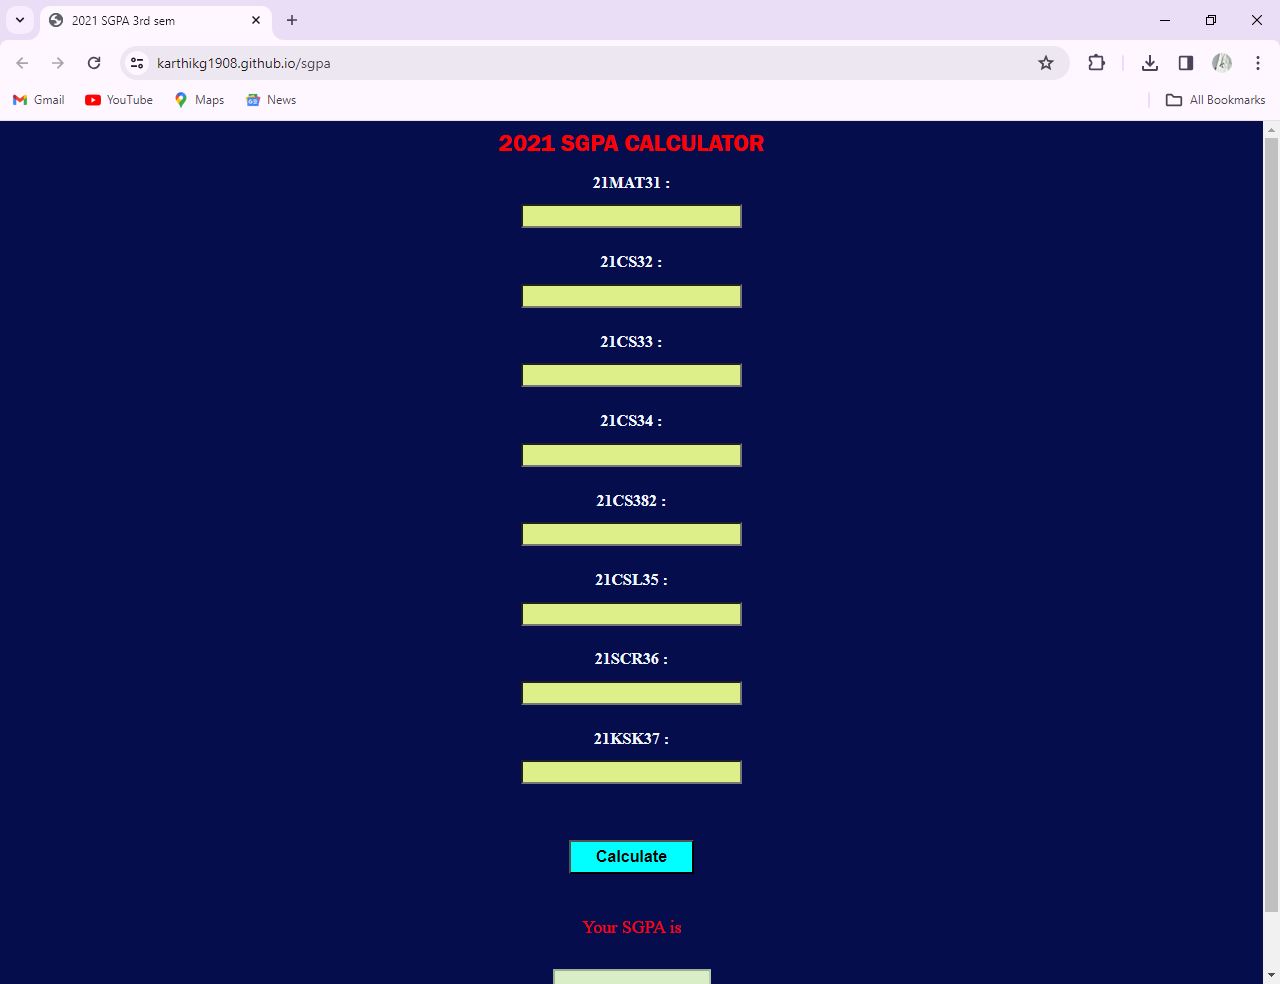 2021 SGPA 3rd sem
karthikg1908.github.io/sgpa
Gmail YouTube Maps News All Bookmarks
2021 SGPA CALCULATOR
21MAT31 :
21CS32 :
21CS33 :
21CS34 :
21CS382 :
21CSL35 :
21SCR36 :
21KSK37 :
Calculate
Your SGPA is